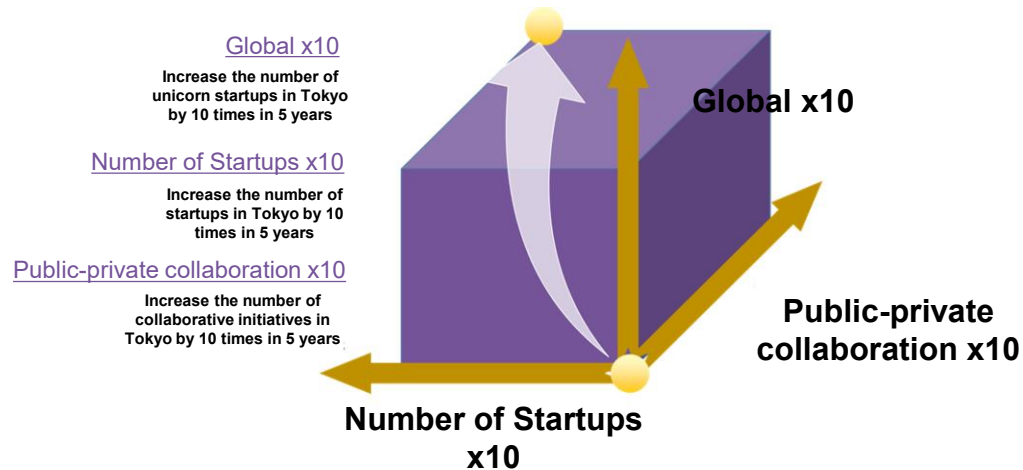 Global x10
Increase the number of
unicorn startups in Tokyo
by 10 times in 5 years
Number of Startups x10
Increase the number of
startups in Tokyo by 10
times in 5 years
Public-private collaboration x10
Increase the number of
collaborative initiatives in
Tokyo by 10 times in 5 years
Global x10
Public-private
collaboration x10
Number of Startups
x10